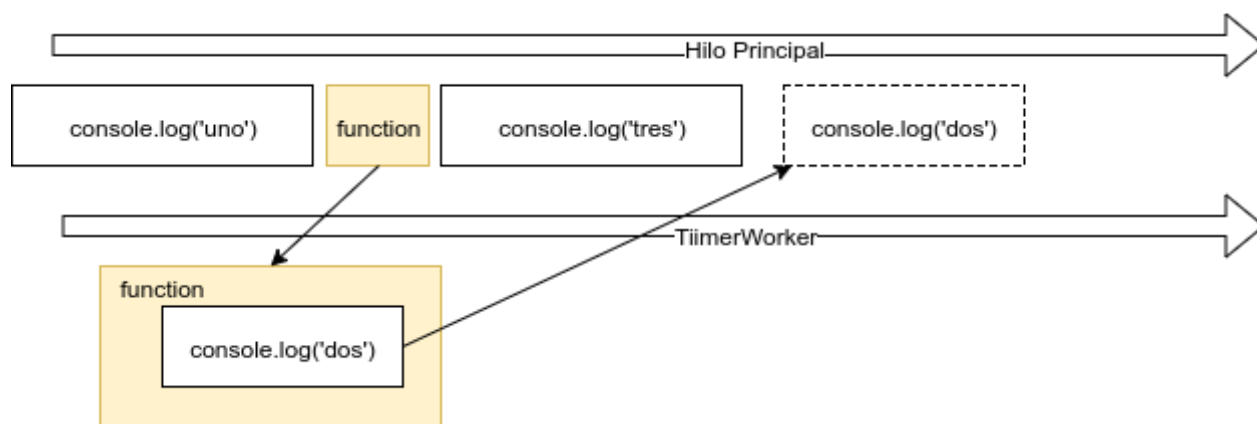 Hilo Principal
console.log('uno')
function
console.log('tres')
console.log('dos')
TiimerWorker
function
console.log('dos')